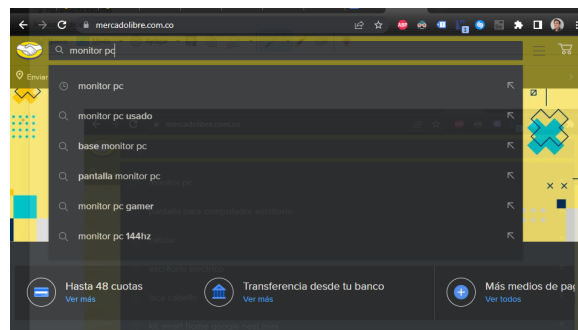 mercadolibre.com.co
monitor pc
Enviar
monitor pc
monitor pc usado
base monitor pc
pantalla monitor pc
monitor pc gamer
monitor pc 144hz
Hasta 48 cuotas
Ver más
Transferencia desde tu banco
Ver más
Más medios de pag
Ver todos